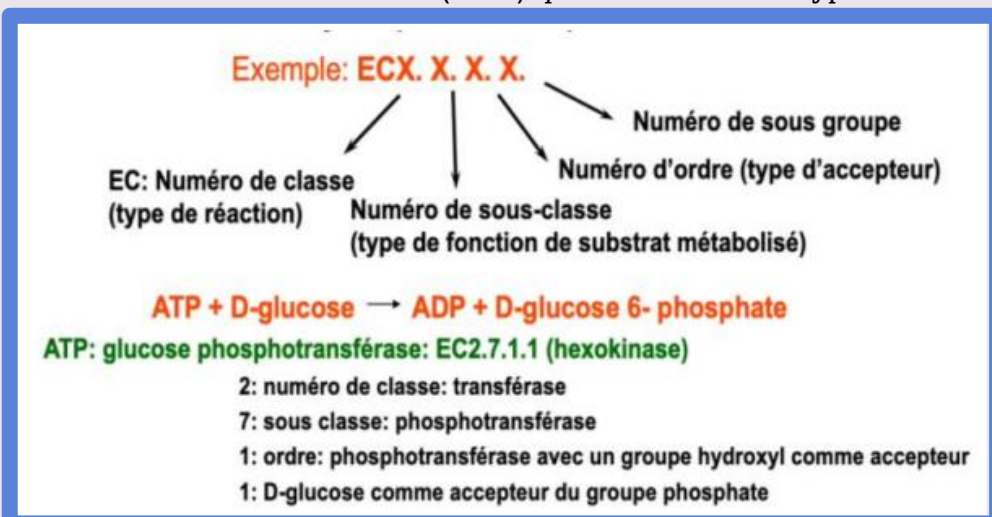 Exemple: ECX. X. X. X.
Numéro de sous groupe
Numéro d'ordre (type d'accepteur)
EC: Numéro de classe
(type de réaction)
Numéro de sous-classe
(type de fonction de substrat métabolisé)
ATP + D-glucose → ADP + D-glucose 6- phosphate
ATP: glucose phosphotransférase: EC2.7.1.1 (hexokinase)
2: numéro de classe: transférase
7: sous classe: phosphotransférase
1: ordre: phosphotransférase avec un groupe hydroxyl comme accepteur
1: D-glucose comme accepteur du groupe phosphate